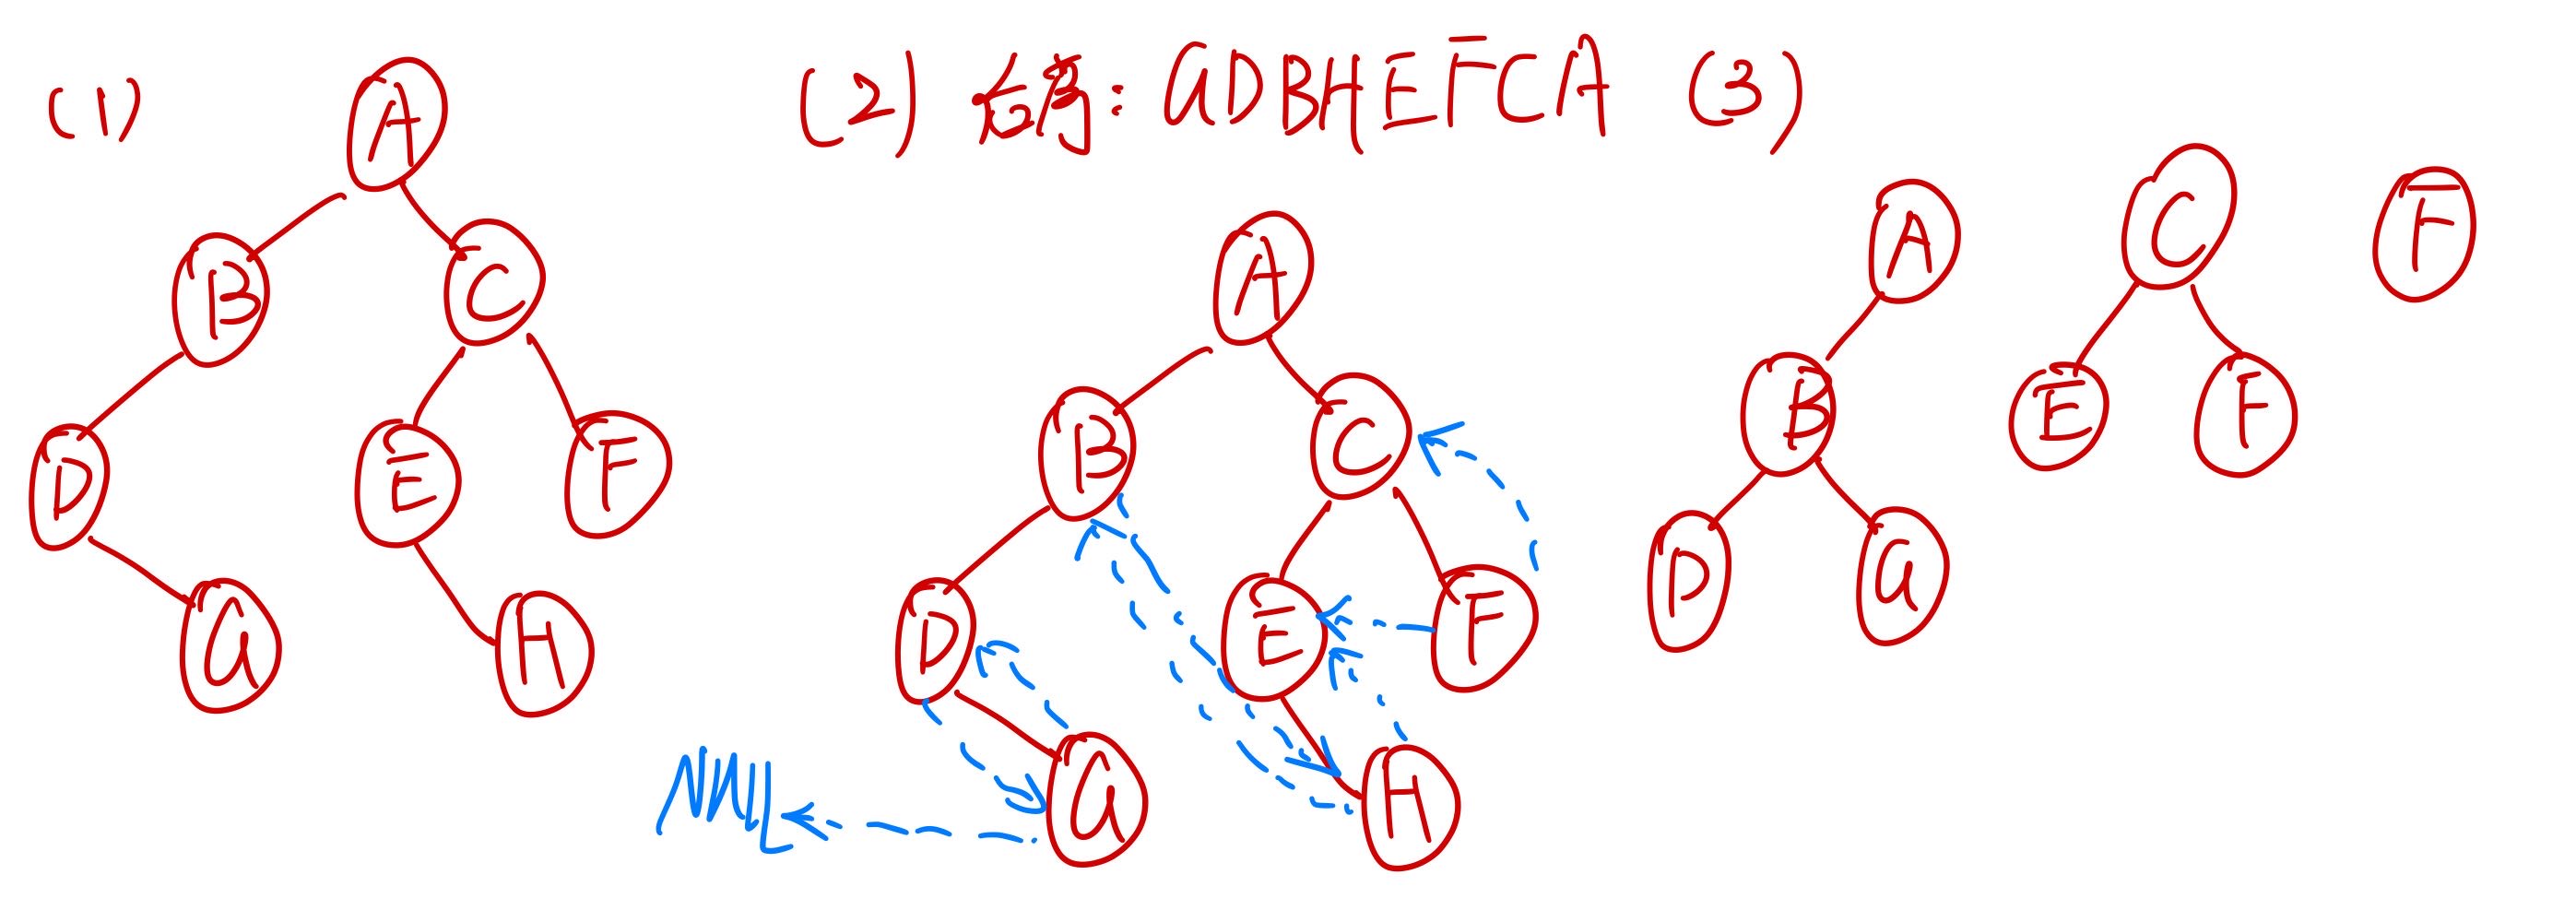 (1)
A
B C
D E F
G H
(2) 后序: GDBHEFCA
A
B C
D E F
G H
NULL
(3)
A C F
B E F
D G